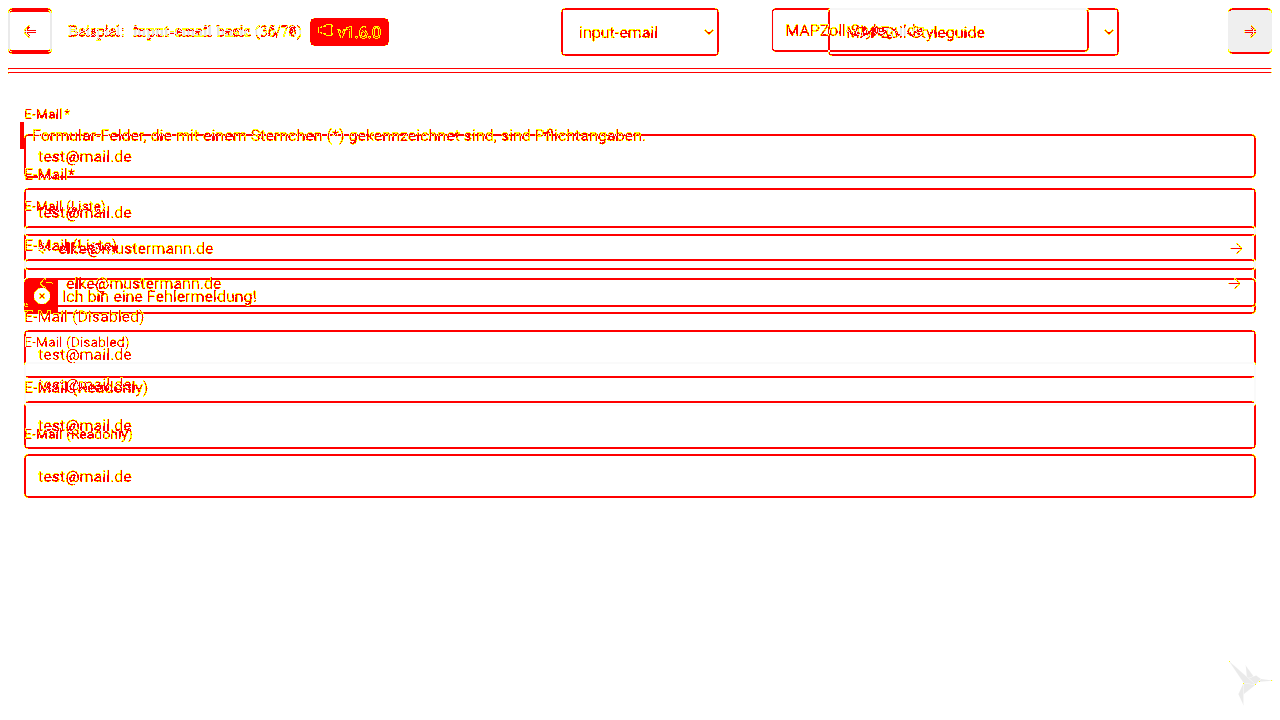 Beispiel: input-email basic (36/78) v1.6.0 input-email MAPZoll-Styleguide
E-Mail*
Formular-Felder, die mit einem Sternchen (*) gekennzeichnet sind, sind Pflichtangaben.
test@mail.de
E-Mail*
E-Mail (Liste)
test@mail.de
E-Mail (Liste)
elke@mustermann.de
elke@mustermann.de
Ich bin eine Fehlermeldung!
E-Mail (Disabled)
E-Mail (Disabled)
test@mail.de
test@mail.de
E-Mail (Readonly)
test@mail.de
E-Mail (Readonly)
test@mail.de